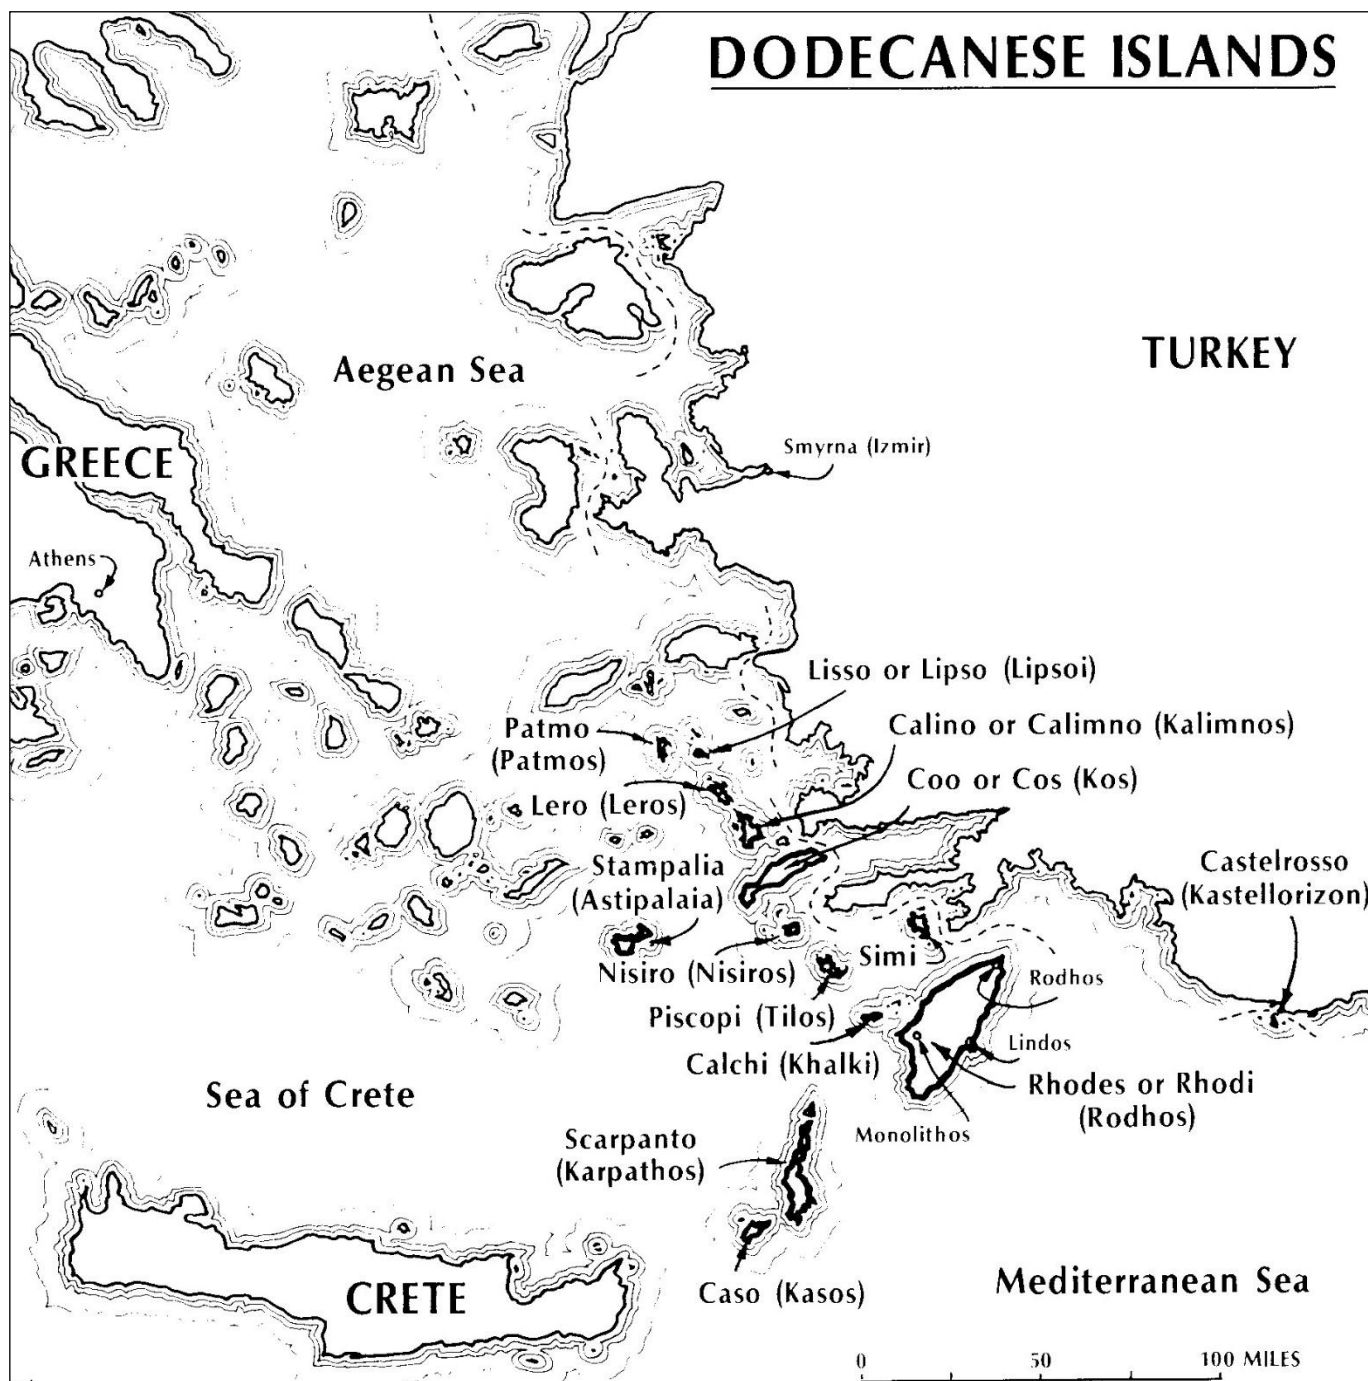 DODECANESE ISLANDS
TURKEY
Aegean Sea
Smyrna (Izmir)
GREECE
Athens
Lisso or Lipso (Lipsoi)
Patmo
(Patmos)
Calino or Calimno (Kalimnos)
Coo or Cos (Kos)
Lero (Leros)
Stampalia
(Astipalaia)
Castelrosso
(Kastellorizon)
Nisiro (Nisiros)
Simi
Rodhos
Piscopi (Tilos)
Lindos
Calchi (Khalki)
Rhodes or Rhodi
(Rodhos)
Sea of Crete
Monolithos
Scarpanto
(Karpathos)
Mediterranean Sea
Caso (Kasos)
CRETE
0 50 100 MILES